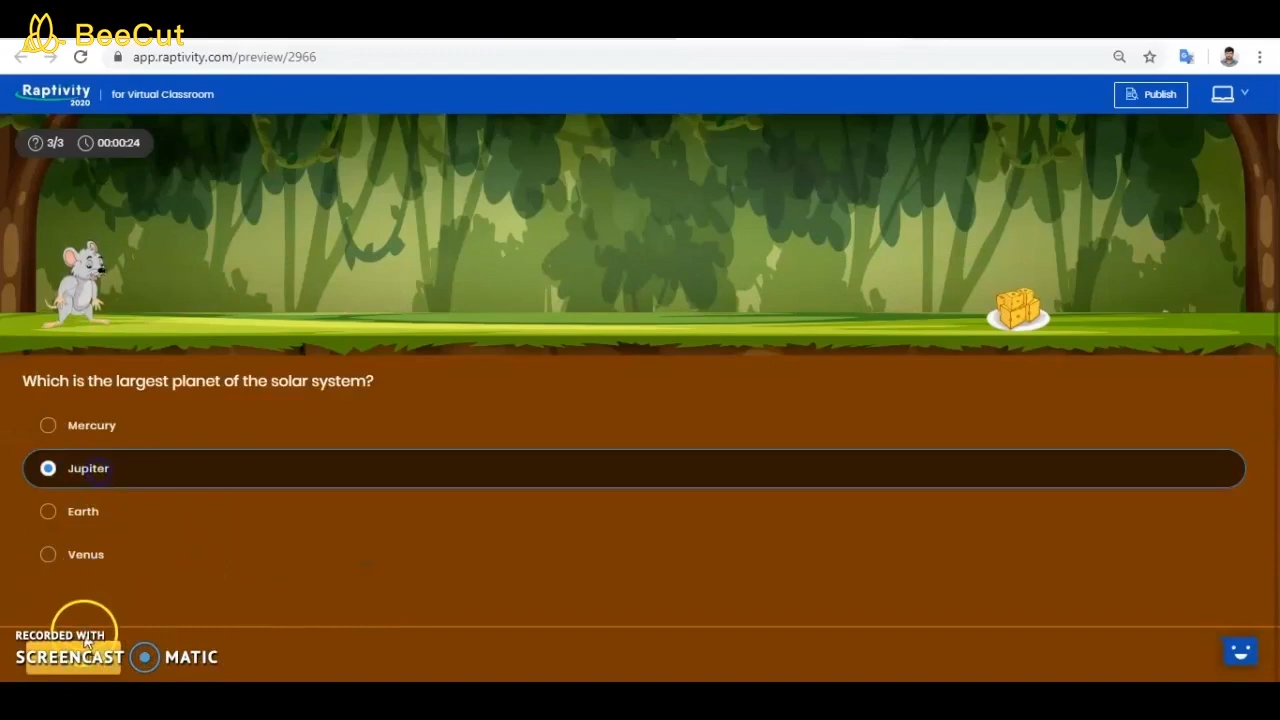 BeeCut
app.raptivity.com/preview/2966
Raptivity
2020
for Virtual Classroom
Publish
3/3
00:00:24
Which is the largest planet of the solar system?
Mercury
Jupiter
Earth
Venus
RECORDED WITH
SCREENCAST MATIC